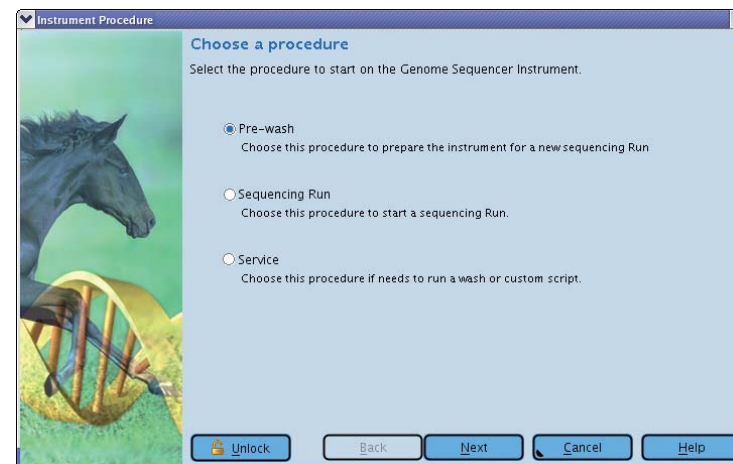 Instrument Procedure
Choose a procedure
Select the procedure to start on the Genome Sequencer Instrument.
Pre-wash
Choose this procedure to prepare the instrument for a new sequencing Run
Sequencing Run
Choose this procedure to start a sequencing Run.
Service
Choose this procedure if needs to run a wash or custom script.
Unlock Back Next Cancel Help